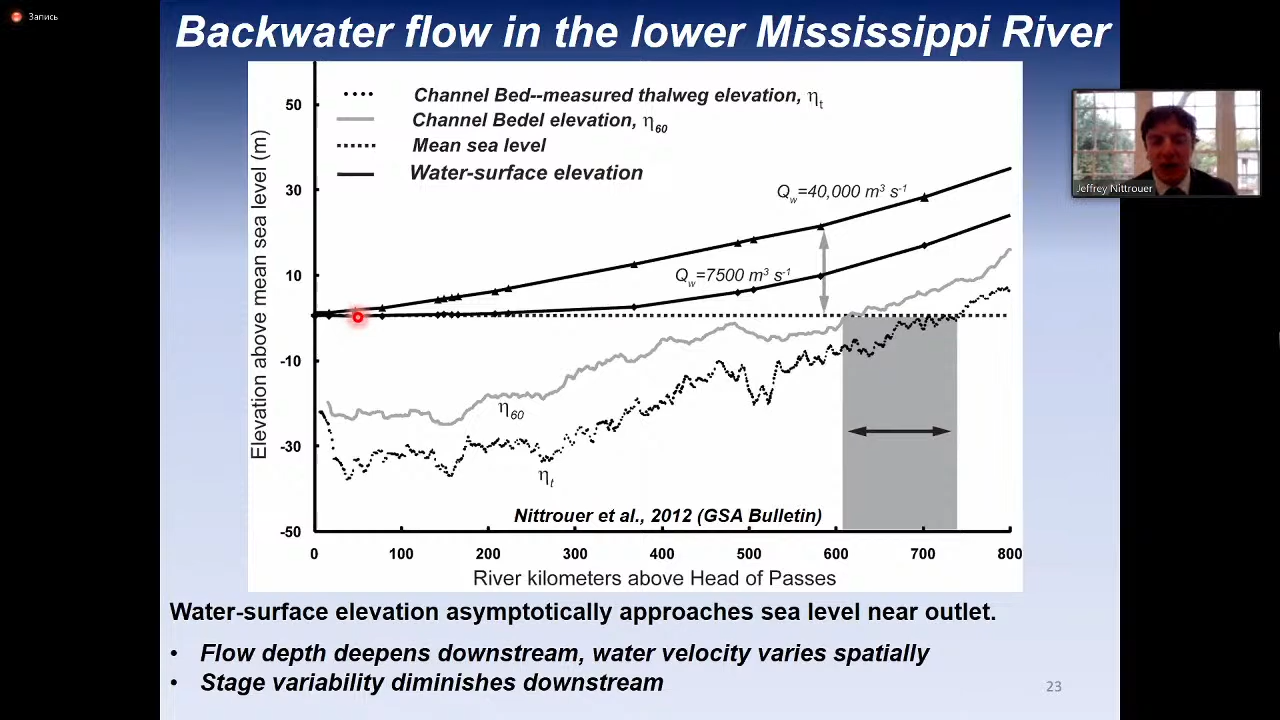 Запись
Backwater flow in the lower Mississippi River
Channel Bed--measured thalweg elevation, ηt
Channel Bedel elevation, η60
Mean sea level
Water-surface elevation
Jeffrey Nittrouer
Elevation above mean sea level (m)
50
30
10
-10
-30
-50
Qw=40,000 m³ s⁻¹
Qw=7500 m³ s⁻¹
η60
ηt
Nittrouer et al., 2012 (GSA Bulletin)
0 100 200 300 400 500 600 700 800
River kilometers above Head of Passes
Water-surface elevation asymptotically approaches sea level near outlet.
• Flow depth deepens downstream, water velocity varies spatially
• Stage variability diminishes downstream
23